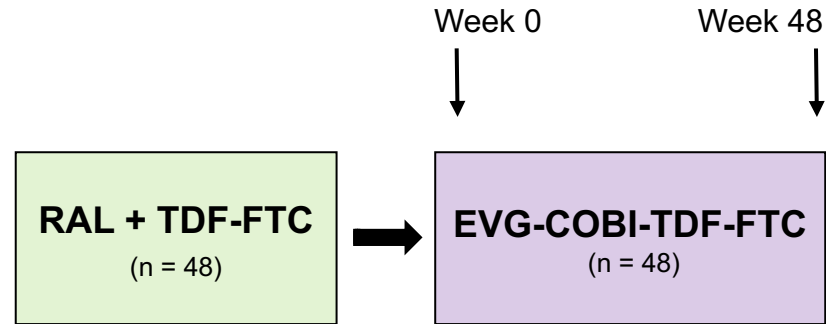 Week 0
Week 48
RAL + TDF-FTC
(n = 48)
EVG-COBI-TDF-FTC
(n = 48)